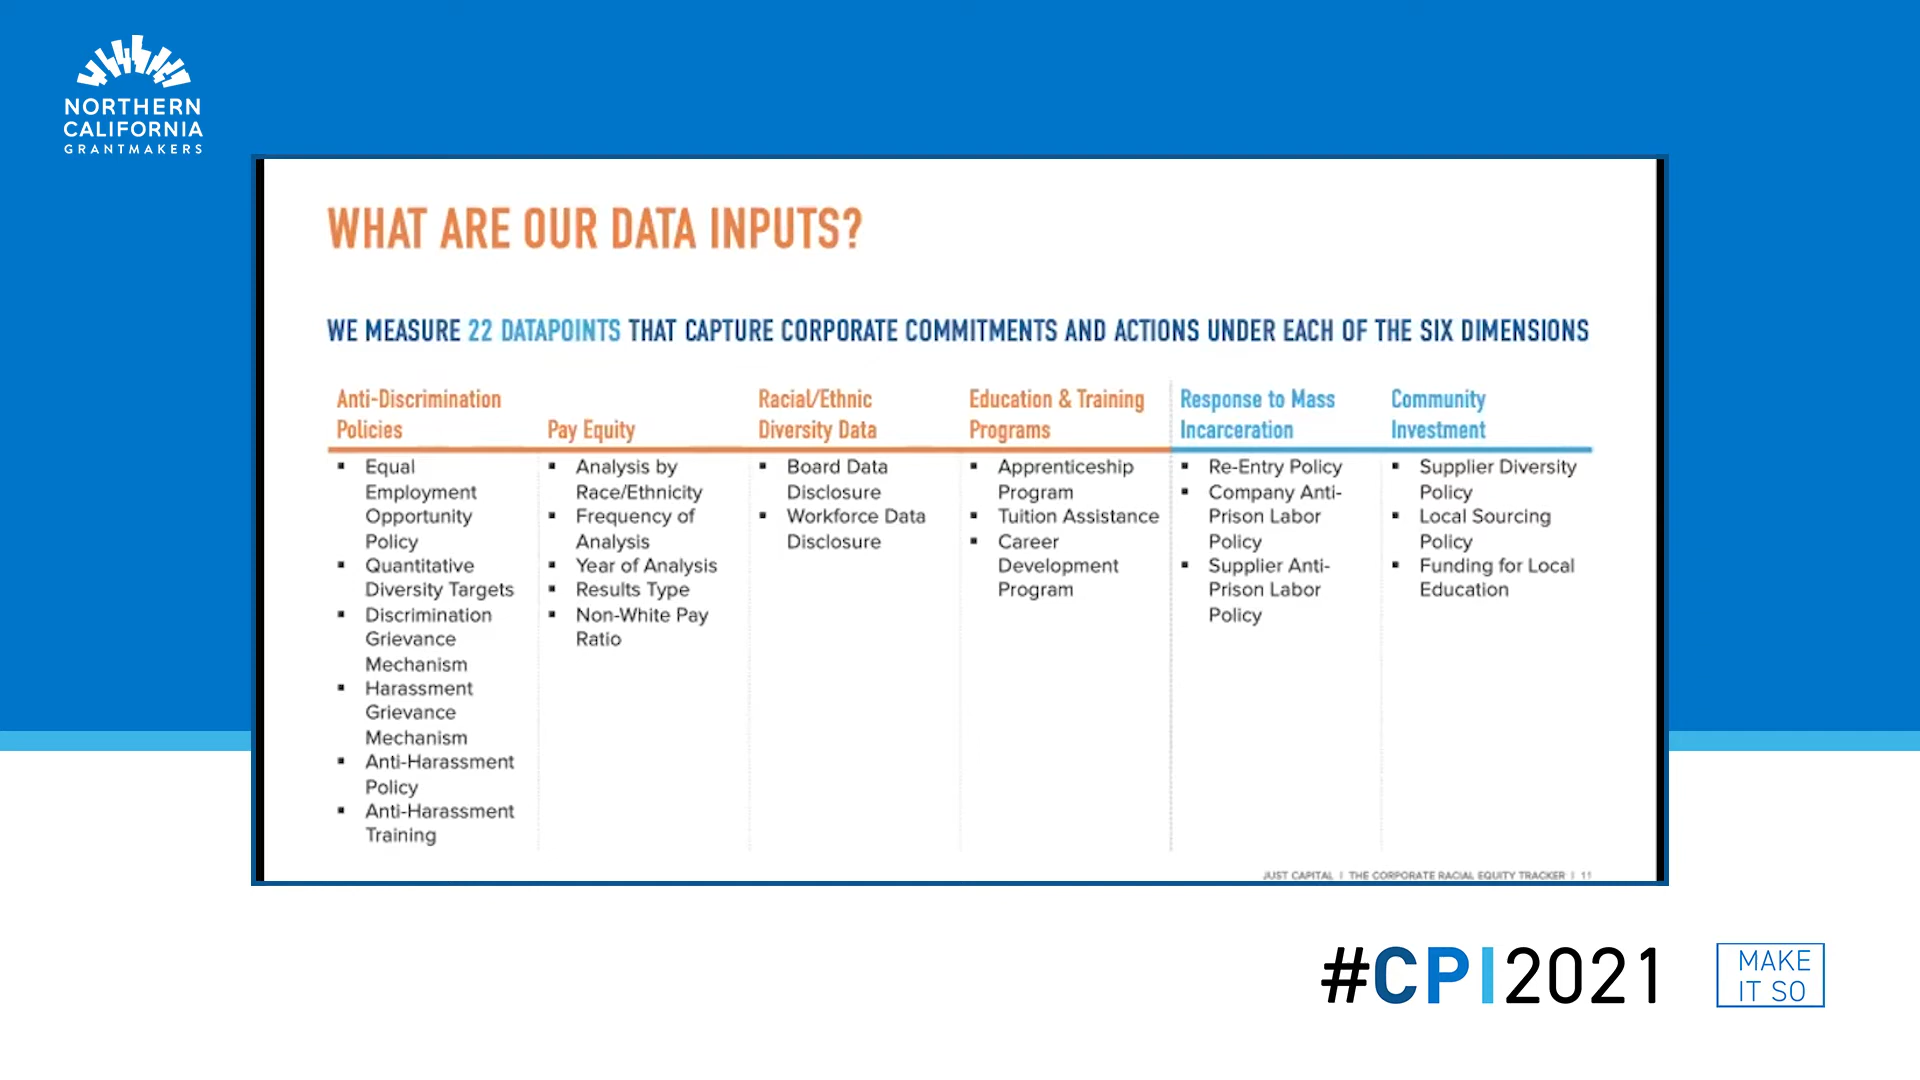 NORTHERN
CALIFORNIA
GRANTMAKERS
WHAT ARE OUR DATA INPUTS?
WE MEASURE 22 DATAPOINTS THAT CAPTURE CORPORATE COMMITMENTS AND ACTIONS UNDER EACH OF THE SIX DIMENSIONS
Anti-Discrimination
Policies
▪ Equal
Employment
Opportunity
Policy
▪ Quantitative
Diversity Targets
▪ Discrimination
Grievance
Mechanism
▪ Harassment
Grievance
Mechanism
▪ Anti-Harassment
Policy
▪ Anti-Harassment
Training
Pay Equity
▪ Analysis by
Race/Ethnicity
▪ Frequency of
Analysis
▪ Year of Analysis
▪ Results Type
▪ Non-White Pay
Ratio
Racial/Ethnic
Diversity Data
▪ Board Data
Disclosure
▪ Workforce Data
Disclosure
Education & Training
Programs
▪ Apprenticeship
Program
▪ Tuition Assistance
▪ Career
Development
Program
Response to Mass
Incarceration
▪ Re-Entry Policy
▪ Company Anti-
Prison Labor
Policy
▪ Supplier Anti-
Prison Labor
Policy
Community
Investment
▪ Supplier Diversity
Policy
▪ Local Sourcing
Policy
▪ Funding for Local
Education
JUST CAPITAL | THE CORPORATE RACIAL EQUITY TRACKER | 11
#CPI2021
MAKE
IT SO